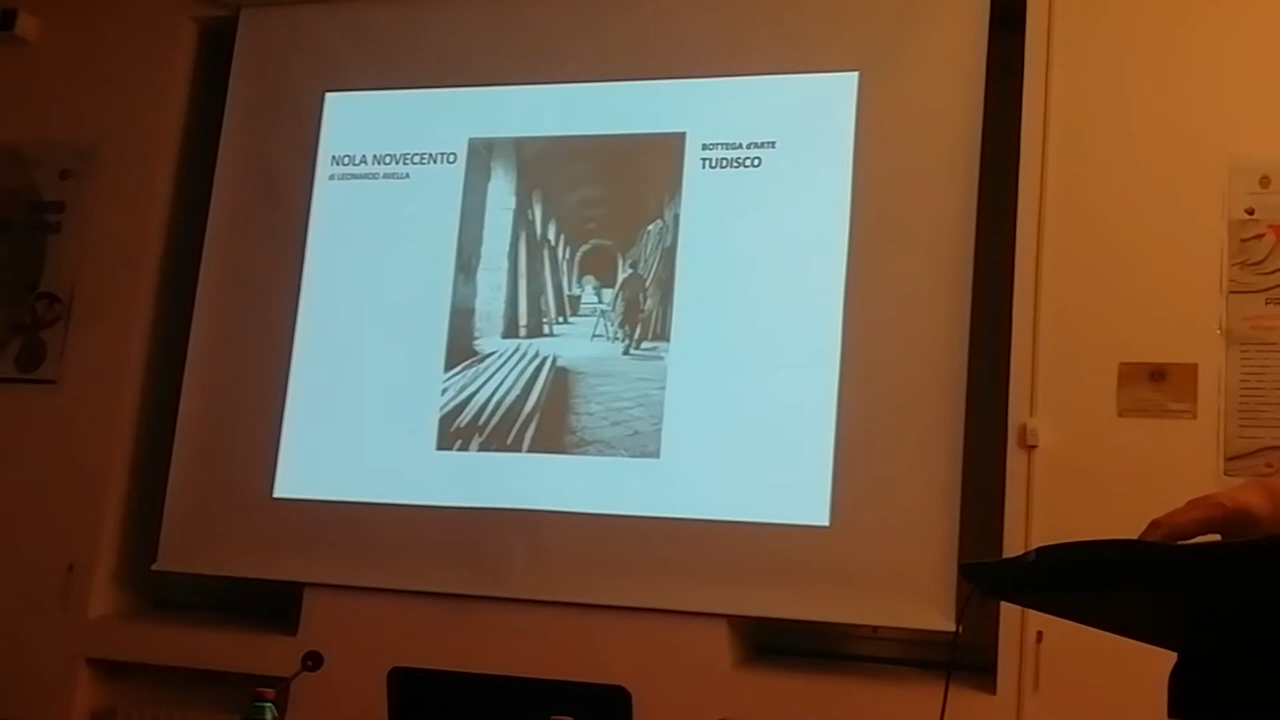 NOLA NOVECENTO
di LEONARDO AVELLA
BOTTEGA d'ARTE
TUDISCO